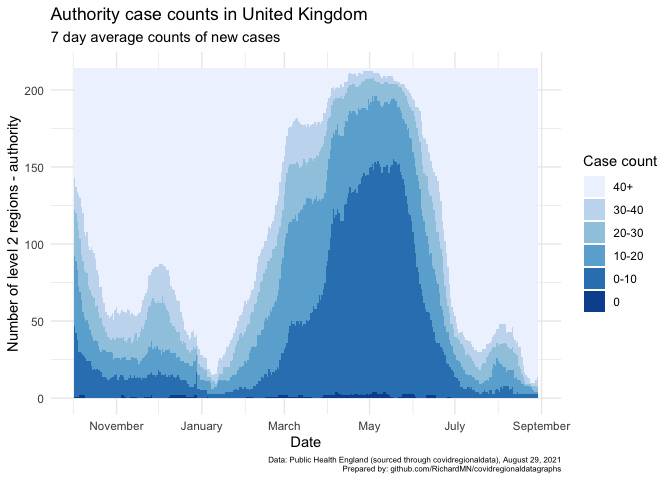 Authority case counts in United Kingdom
7 day average counts of new cases
Number of level 2 regions - authority
200
150
100
50
0
November
January
March
May
July
September
Date
Case count
40+
30-40
20-30
10-20
0-10
0
Data: Public Health England (sourced through covidregionaldata), August 29, 2021
Prepared by: github.com/RichardMN/covidregionaldatagraphs